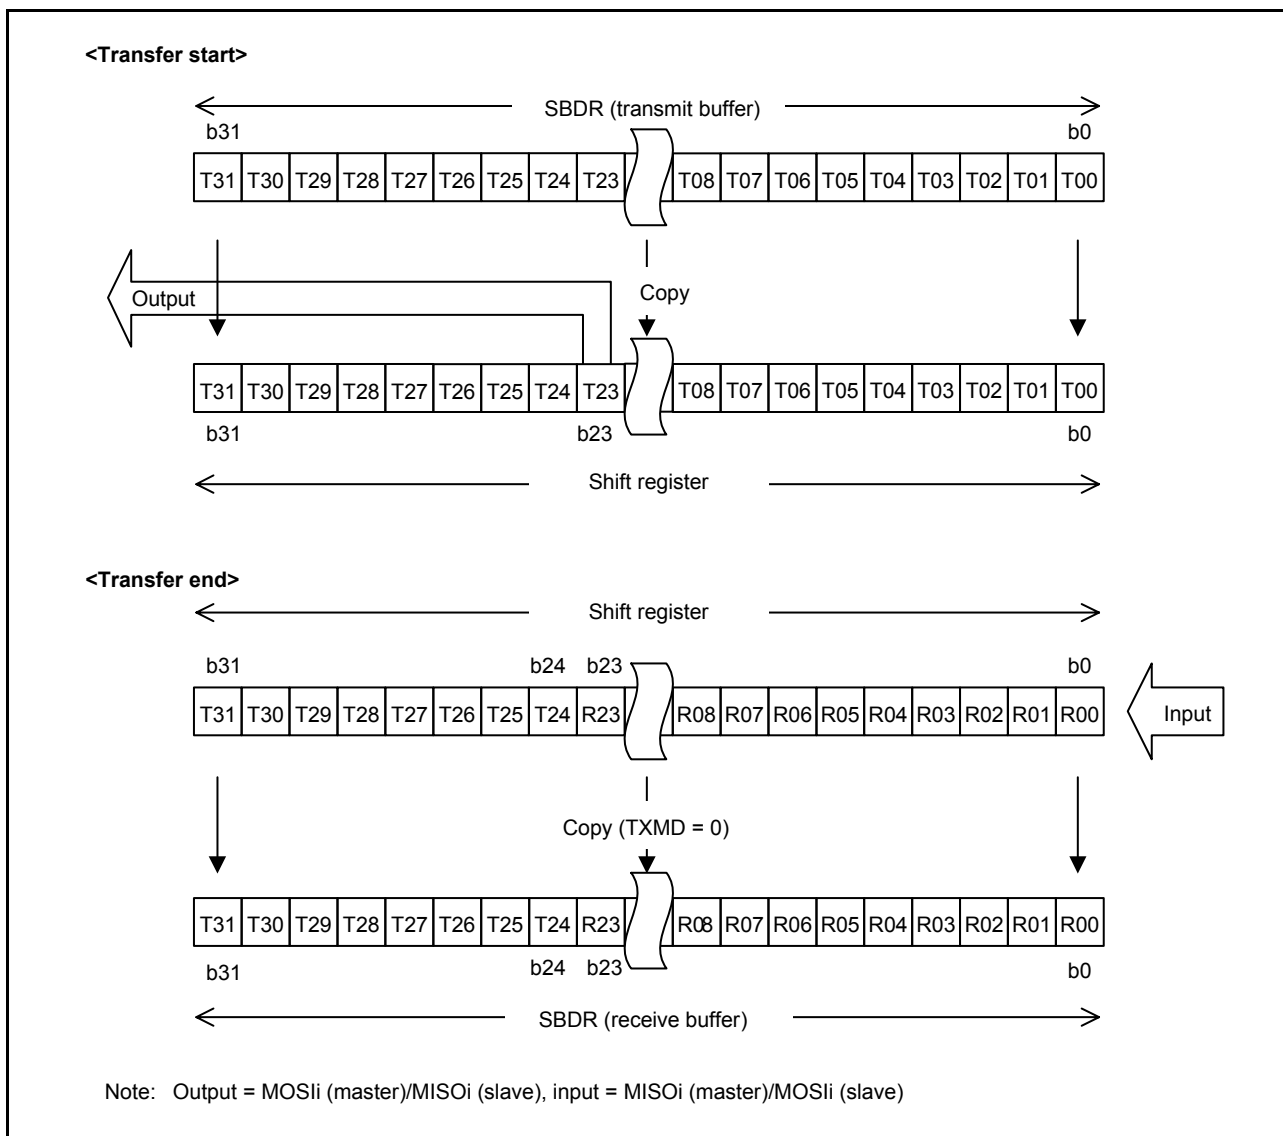 <Transfer start>
SBDR (transmit buffer)
b31 b0
T31 T30 T29 T28 T27 T26 T25 T24 T23 T08 T07 T06 T05 T04 T03 T02 T01 T00
Output Copy
T31 T30 T29 T28 T27 T26 T25 T24 T23 T08 T07 T06 T05 T04 T03 T02 T01 T00
b31 b23 b0
Shift register
<Transfer end>
Shift register
b31 b24 b23 b0
T31 T30 T29 T28 T27 T26 T25 T24 R23 R08 R07 R06 R05 R04 R03 R02 R01 R00 Input
Copy (TXMD = 0)
T31 T30 T29 T28 T27 T26 T25 T24 R23 R08 R07 R06 R05 R04 R03 R02 R01 R00
b31 b24 b23 b0
SBDR (receive buffer)
Note: Output = MOSIi (master)/MISOi (slave), input = MISOi (master)/MOSIi (slave)